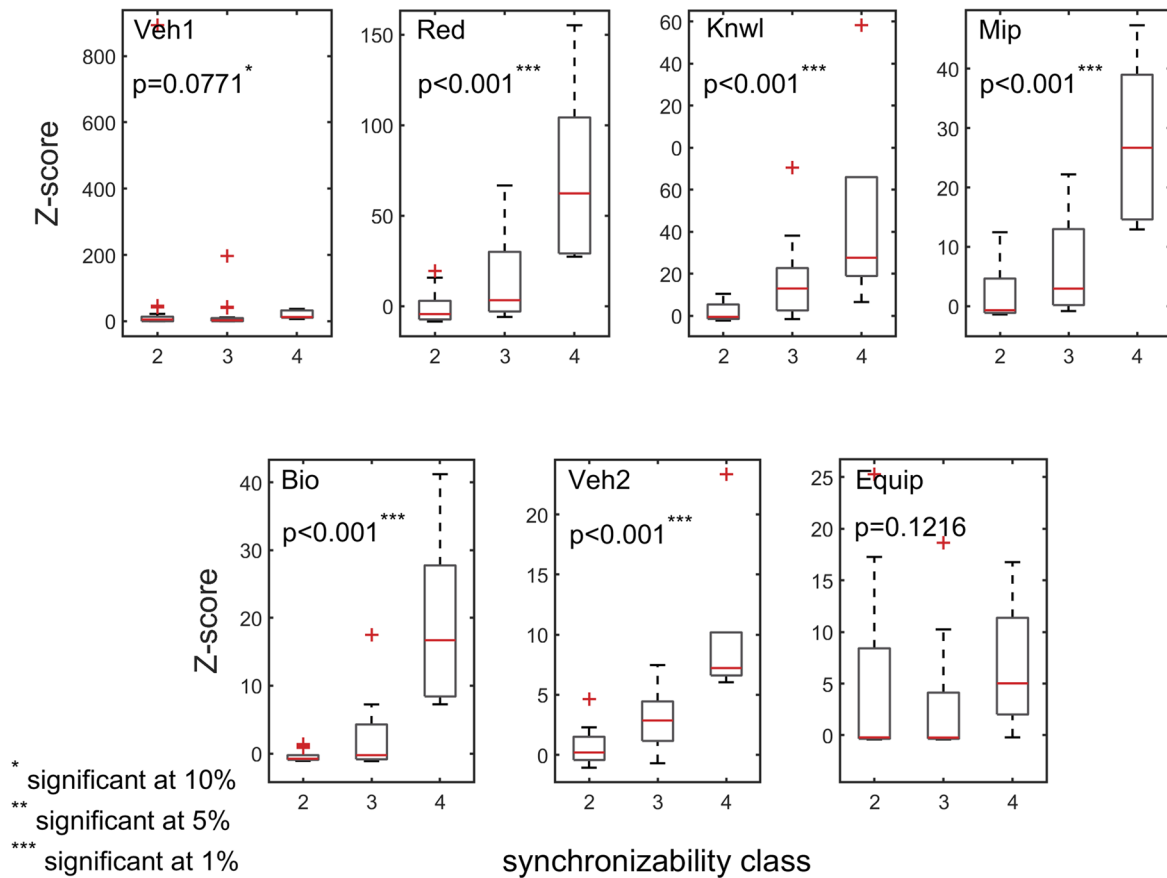 Veh1
p=0.0771*
Z-score
800
600
400
200
0
2 3 4
Red
p<0.001***
150
100
50
0
2 3 4
Knwl
p<0.001***
60
20
0
60
40
20
0
2 3 4
Mip
p<0.001***
40
30
20
10
0
2 3 4
Bio
p<0.001***
Z-score
40
30
20
10
0
2 3 4
Veh2
p<0.001***
20
15
10
5
0
2 3 4
Equip
p=0.1216
25
20
15
10
5
0
2 3 4
* significant at 10%
** significant at 5%
*** significant at 1%
synchronizability class